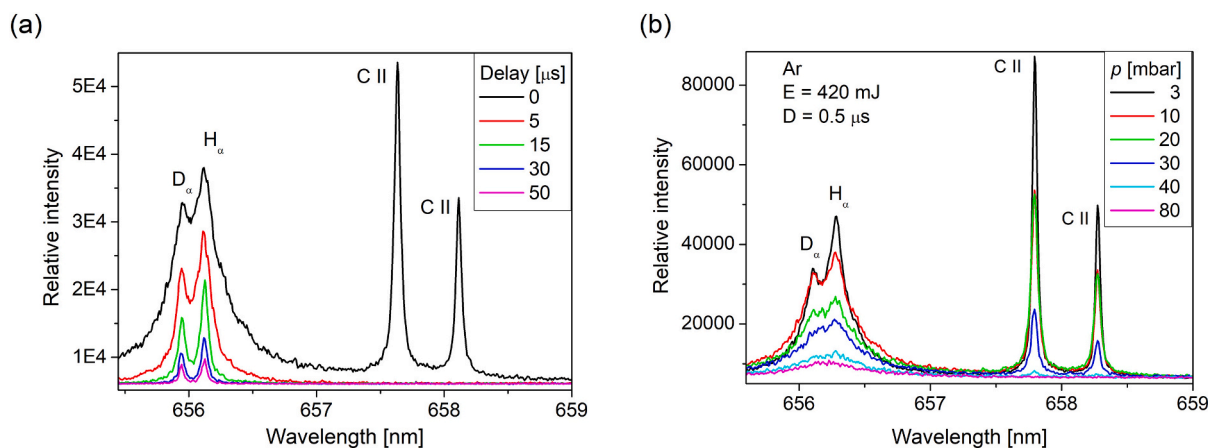 (a)
5E4
4E4
3E4
2E4
1E4
Relative intensity
656
657
658
659
Wavelength [nm]
Dα
Hα
C II
C II
Delay [μs]
0
5
15
30
50
(b)
80000
60000
40000
20000
Relative intensity
656
657
658
659
Wavelength [nm]
Ar
E = 420 mJ
D = 0.5 μs
Dα
Hα
C II
C II
p [mbar]
3
10
20
30
40
80